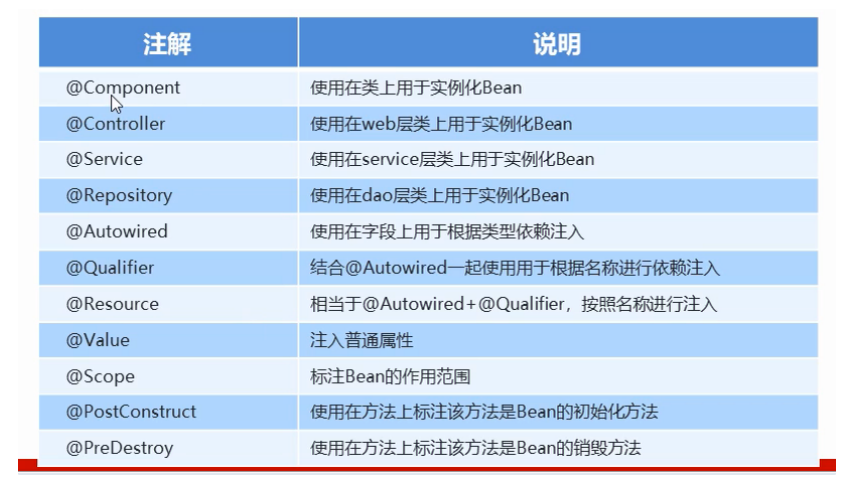 注解 说明
@Component 使用在类上用于实例化Bean
@Controller 使用在web层类上用于实例化Bean
@Service 使用在service层类上用于实例化Bean
@Repository 使用在dao层类上用于实例化Bean
@Autowired 使用在字段上用于根据类型依赖注入
@Qualifier 结合@Autowired一起使用用于根据名称进行依赖注入
@Resource 相当于@Autowired+@Qualifier，按照名称进行注入
@Value 注入普通属性
@Scope 标注Bean的作用范围
@PostConstruct 使用在方法上标注该方法是Bean的初始化方法
@PreDestroy 使用在方法上标注该方法是Bean的销毁方法